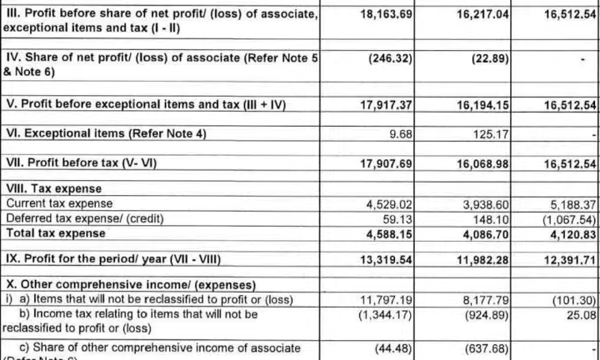 III. Profit before share of net profit/ (loss) of associate, 18,163.69 16,217.04 16,512.54
exceptional items and tax (I - II)
IV. Share of net profit/ (loss) of associate (Refer Note 5 (246.32) (22.89) -
& Note 6)
V. Profit before exceptional items and tax (III + IV) 17,917.37 16,194.15 16,512.54
VI. Exceptional items (Refer Note 4) 9.68 125.17 -
VII. Profit before tax (V- VI) 17,907.69 16,068.98 16,512.54
VIII. Tax expense
Current tax expense 4,529.02 3,938.60 5,188.37
Deferred tax expense/ (credit) 59.13 148.10 (1,067.54)
Total tax expense 4,588.15 4,086.70 4,120.83
IX. Profit for the period/ year (VII - VIII) 13,319.54 11,982.28 12,391.71
X. Other comprehensive income/ (expenses)
i) a) Items that will not be reclassified to profit or (loss) 11,797.19 8,177.79 (101.30)
b) Income tax relating to items that will not be (1,344.17) (924.89) 25.08
reclassified to profit or (loss)
c) Share of other comprehensive income of associate (44.48) (637.68) -